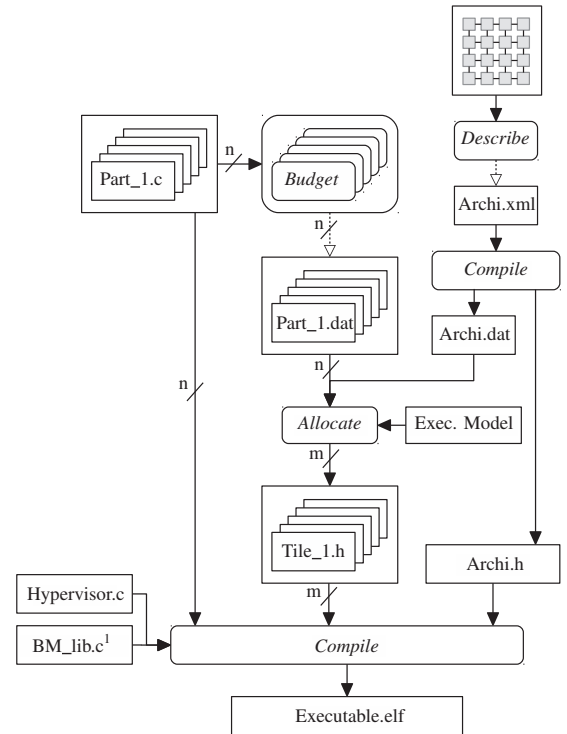 Describe
n
Part_1.c
Budget
Archi.xml
n
Compile
Part_1.dat
Archi.dat
n
n
Allocate
Exec. Model
m
Tile_1.h
Archi.h
Hypervisor.c
m
BM_lib.c1
Compile
Executable.elf